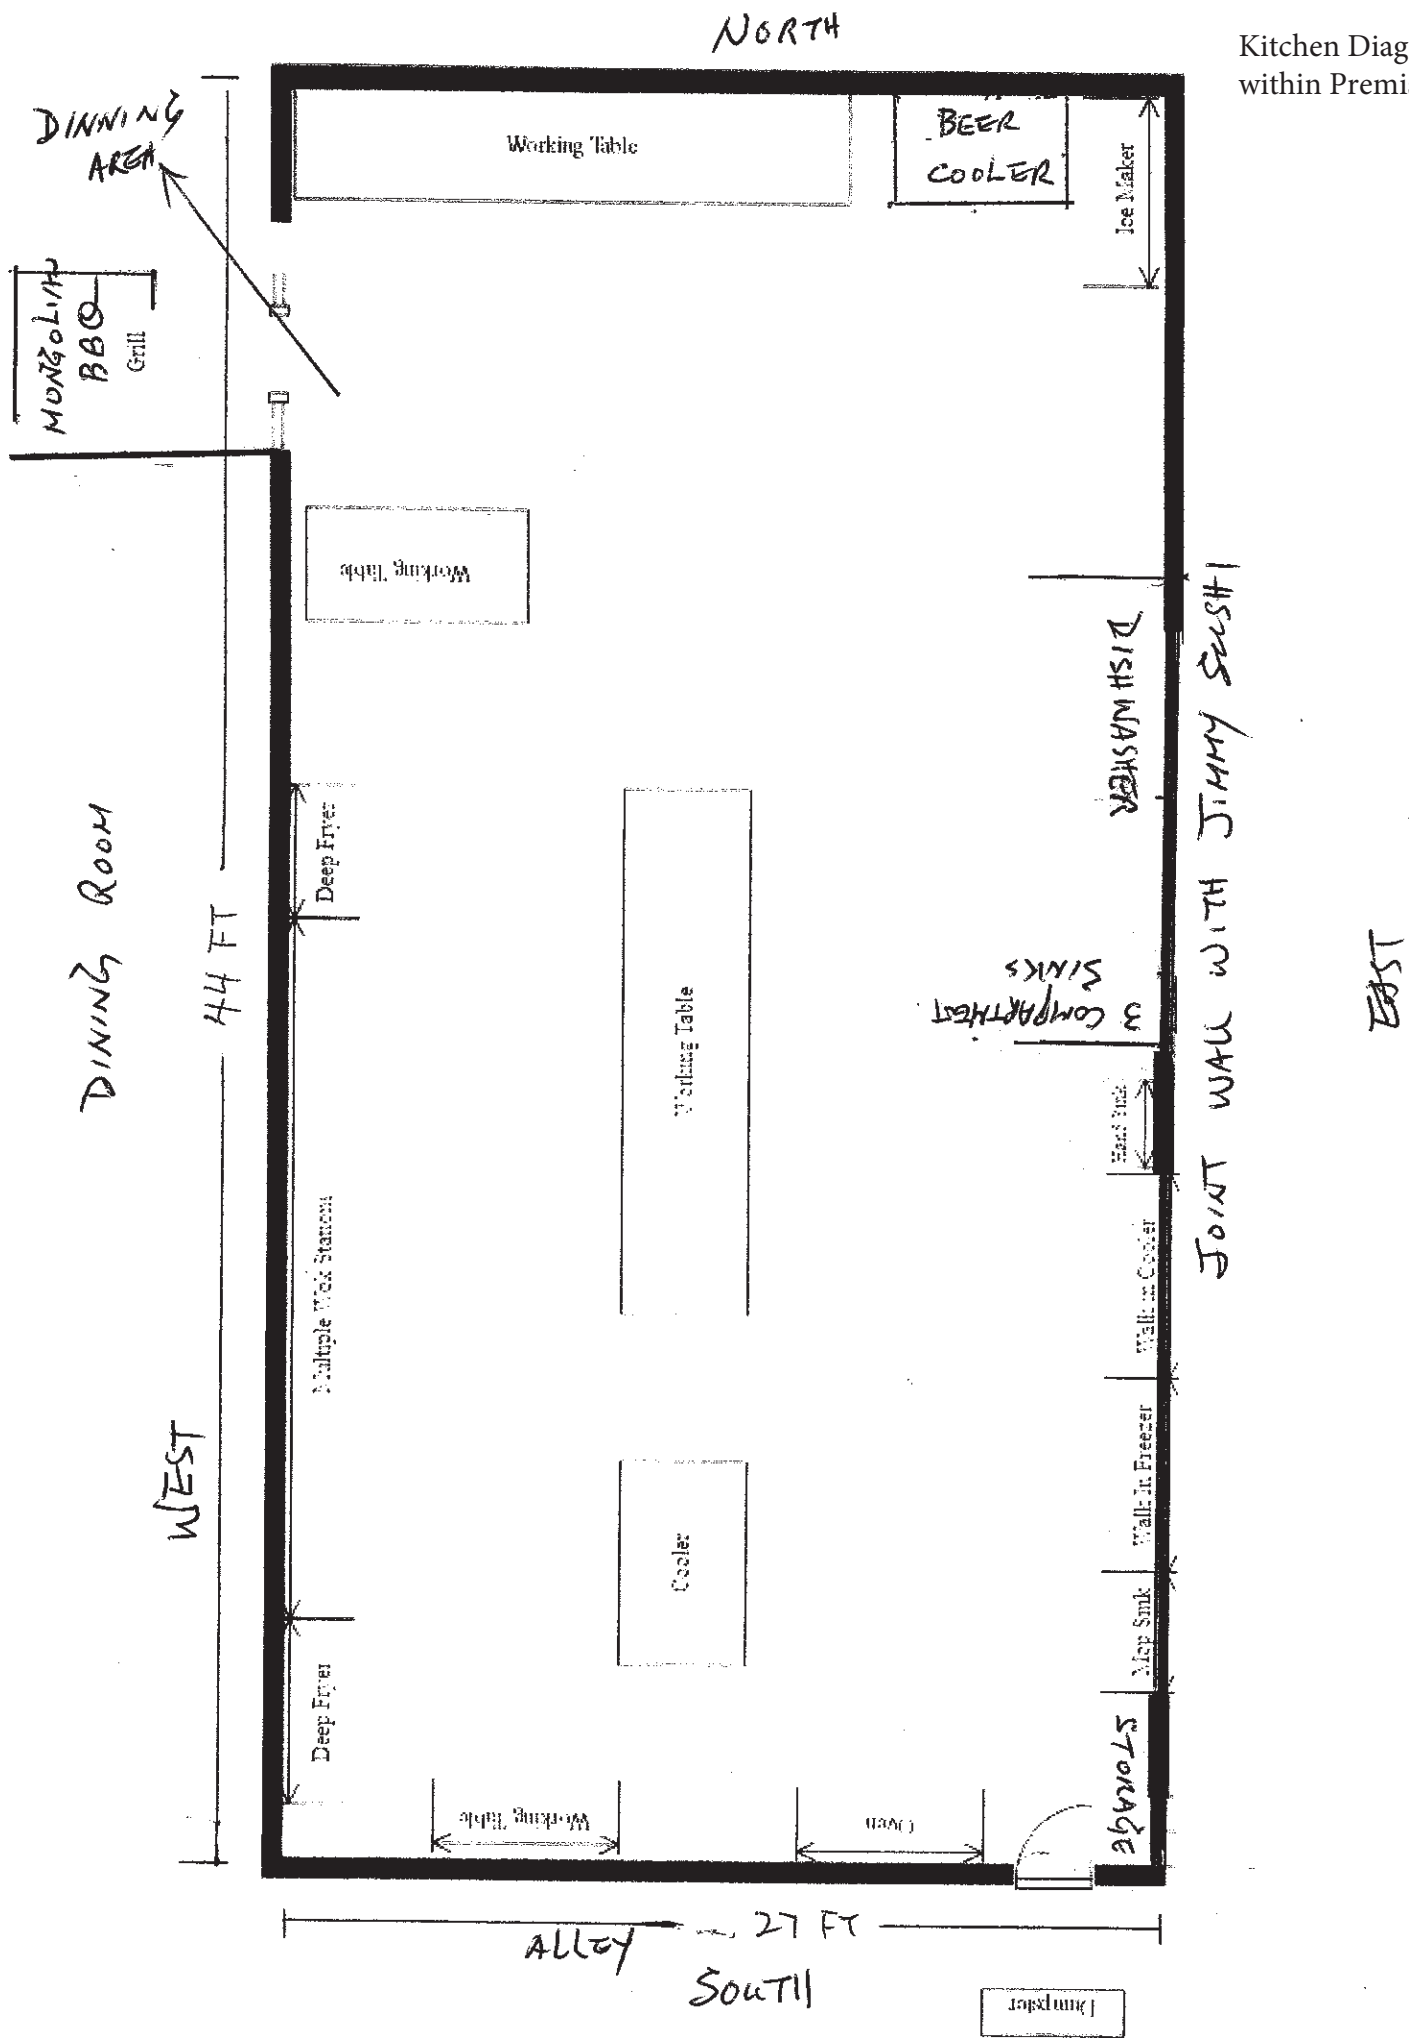 NORTH
Kitchen Diag
within Premi
DINNING
AREA
Working Table
BEER
COOLER
Ice Maker
MONGOLIAN
BBQ
Grill
Working Table
DISHWASHER
JOINT WALL WITH JIMMY SUSHI
Deep Fryer
DINING ROOM
44 FT
EAST
3 COMPARTMENT
SINKS
Working Table
Hand Sink
Multiple Wok Stations
Walk in Cooler
WEST
Walk In Freezer
Cooler
Mop Sink
Deep Fryer
STORAGE
Working Table
Oven
27 FT
ALLEY
SOUTH
Dumpster